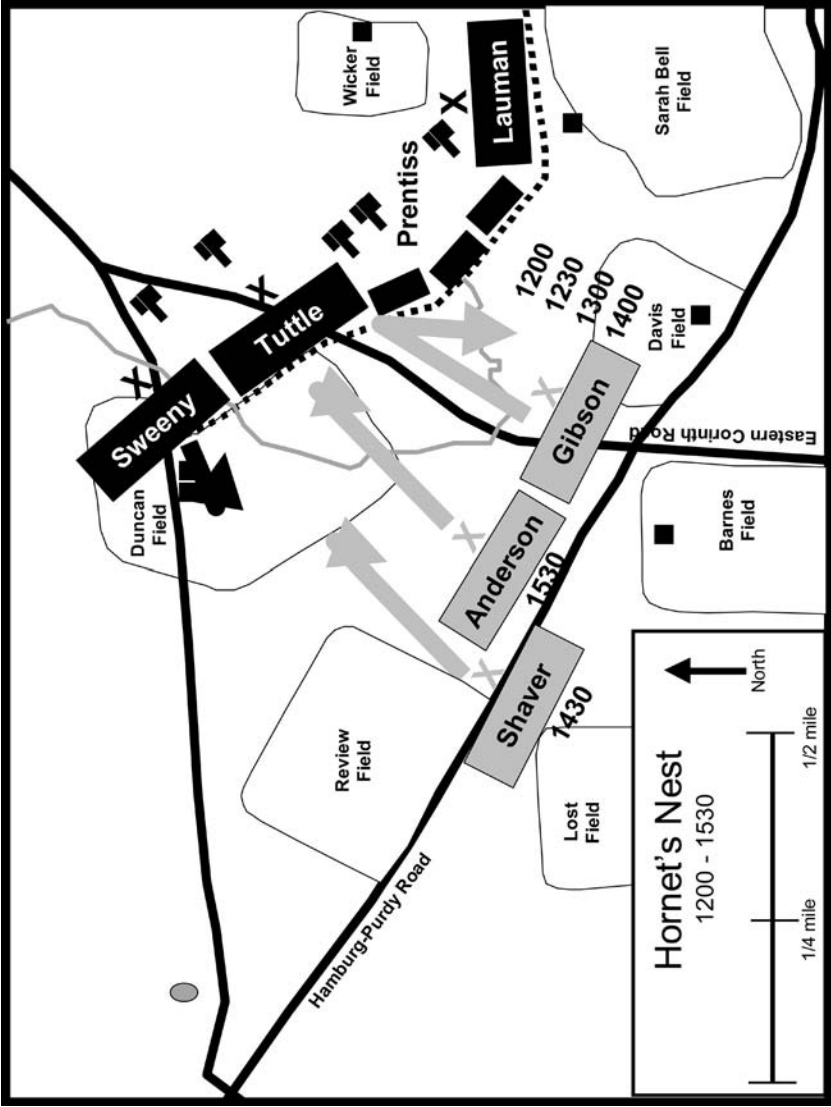 Wicker
Field
Lauman
Sarah Bell
Field
Prentiss
Tuttle
Sweeny
Duncan
Field
1200
1230
1300
1400
Davis
Field
Gibson
Eastern Corinth Road
Anderson
1530
Barnes
Field
Shaver
1430
Review
Field
Lost
Field
Hamburg-Purdy Road
Hornet's Nest
1200 - 1530
North
1/4 mile
1/2 mile
X
X
X
X
X
X